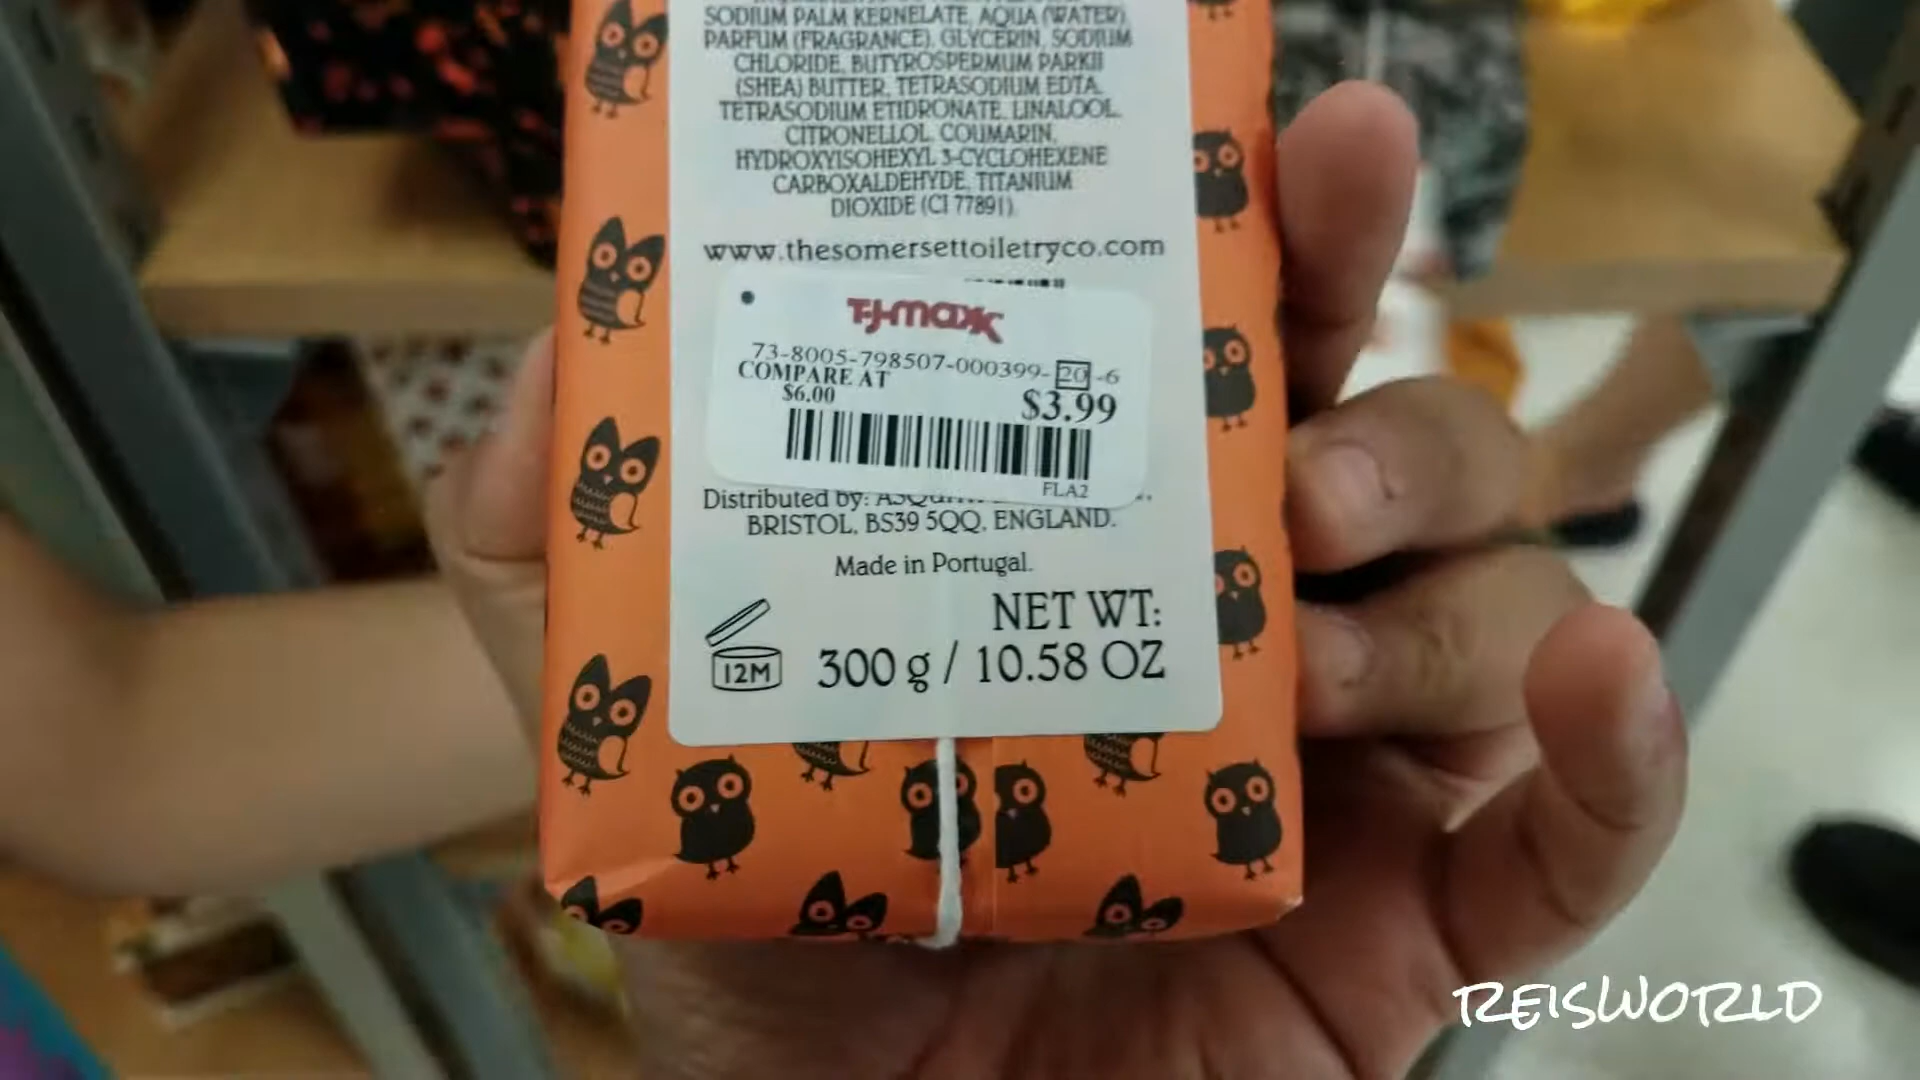 SODIUM PALM KERNELATE, AQUA (WATER),
PARFUM (FRAGRANCE), GLYCERIN, SODIUM
CHLORIDE, BUTYROSPERMUM PARKII
(SHEA) BUTTER, TETRASODIUM EDTA,
TETRASODIUM ETIDRONATE, LINALOOL,
CITRONELLOL, COUMARIN,
HYDROXYISOHEXYL 3-CYCLOHEXENE
CARBOXALDEHYDE, TITANIUM
DIOXIDE (CI 77891).
www.thesomersettoiletryco.com
T.J.maxx
73-8005-798507-000399-20-6
COMPARE AT
$6.00
$3.99
FLA2
Distributed by:
BRISTOL, BS39 5QQ, ENGLAND.
Made in Portugal.
NET WT:
12M
300 g / 10.58 OZ
REISWORLD